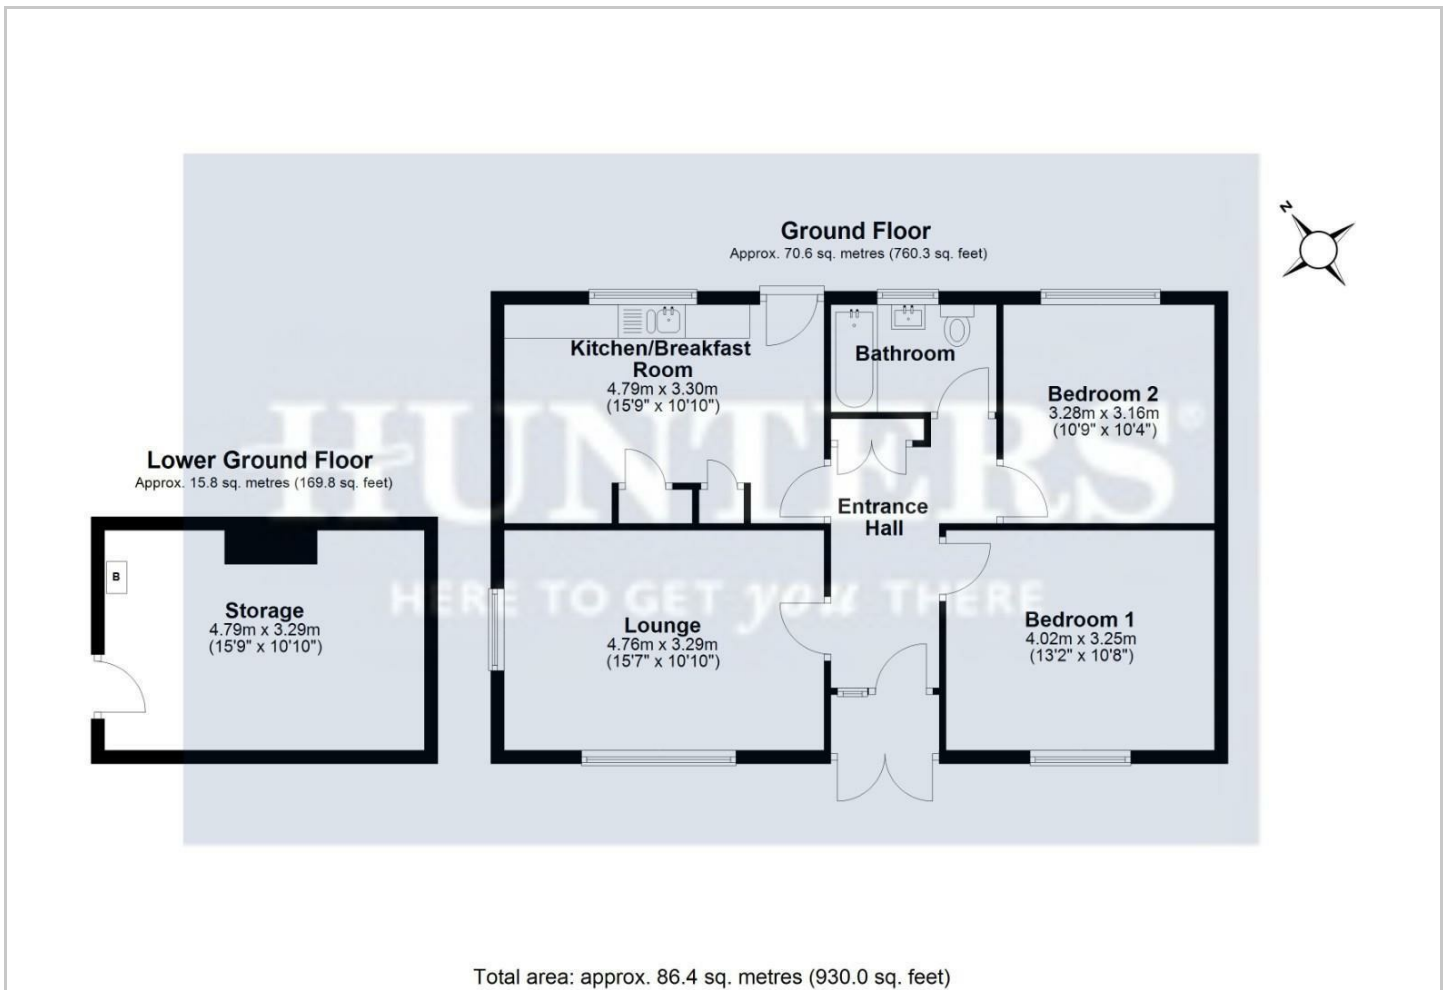 Ground Floor
Approx. 70.6 sq. metres (760.3 sq. feet)
N
Kitchen/Breakfast
Room
4.79m x 3.30m
(15'9" x 10'10")
Bathroom
Bedroom 2
3.28m x 3.16m
(10'9" x 10'4")
HUNTERS®
HERE TO GET you THERE
Lower Ground Floor
Approx. 15.8 sq. metres (169.8 sq. feet)
Entrance
Hall
B
Storage
4.79m x 3.29m
(15'9" x 10'10")
Lounge
4.76m x 3.29m
(15'7" x 10'10")
Bedroom 1
4.02m x 3.25m
(13'2" x 10'8")
Total area: approx. 86.4 sq. metres (930.0 sq. feet)